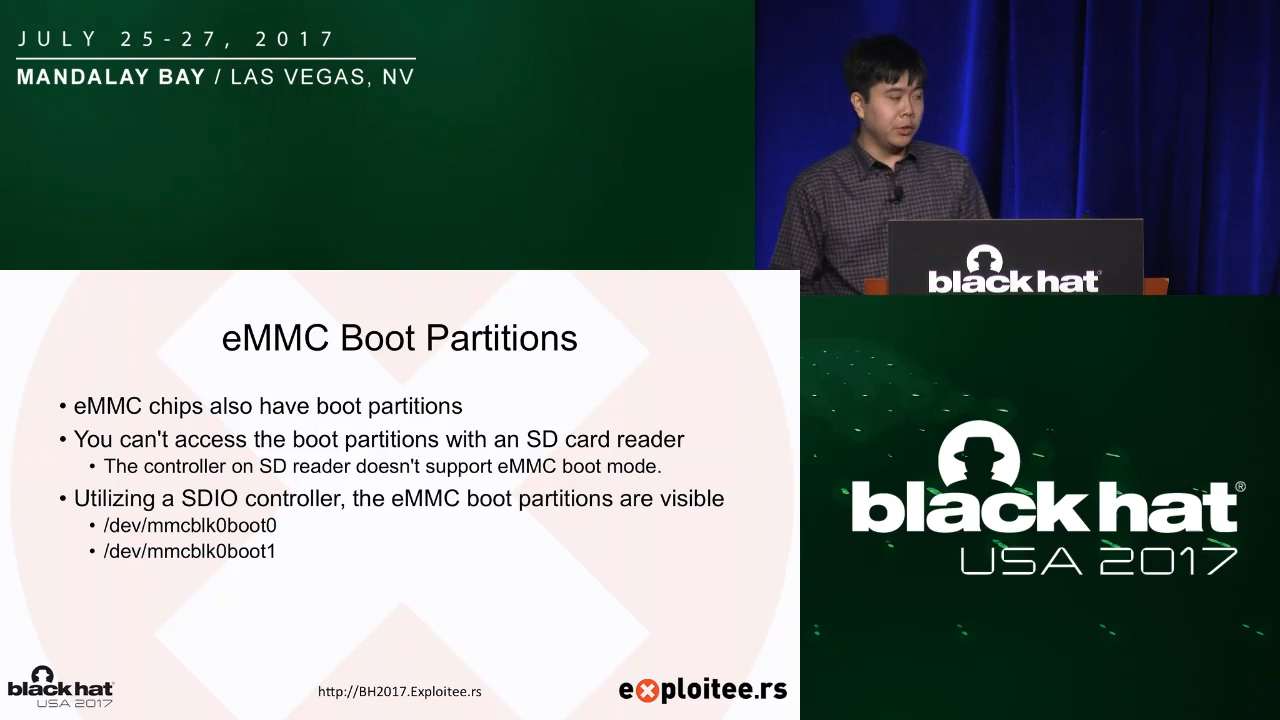 JULY 25-27, 2017
MANDALAY BAY / LAS VEGAS, NV
black hat®
eMMC Boot Partitions
• eMMC chips also have boot partitions
• You can't access the boot partitions with an SD card reader
• The controller on SD reader doesn't support eMMC boot mode.
• Utilizing a SDIO controller, the eMMC boot partitions are visible
• /dev/mmcblk0boot0
• /dev/mmcblk0boot1
black hat®
USA 2017
black hat
USA 2017
http://BH2017.Exploitee.rs
exploitee.rs